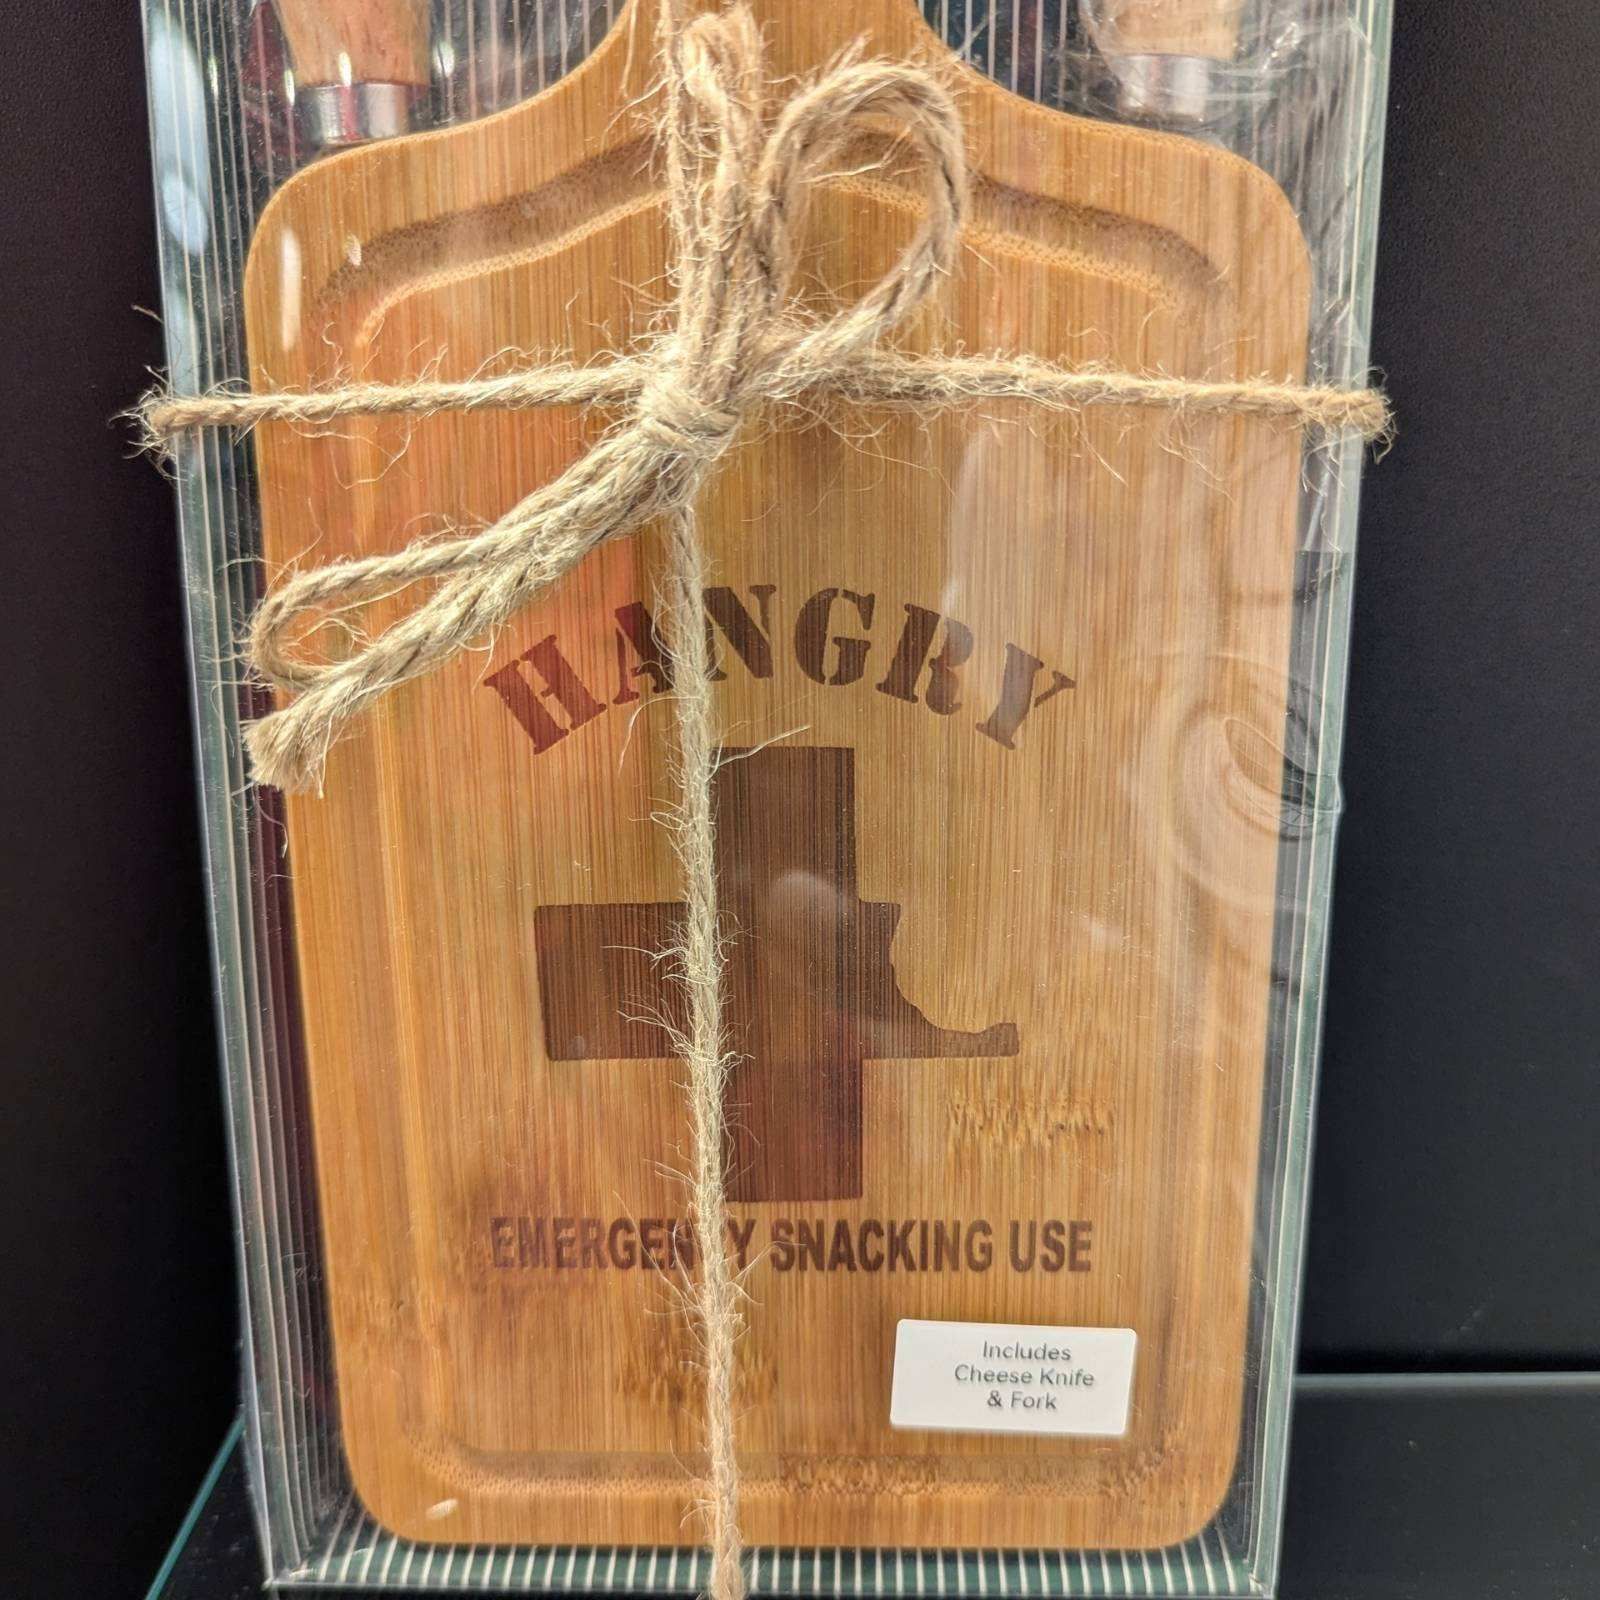 HANGRY
EMERGENCY SNACKING USE
Includes
Cheese Knife
& Fork